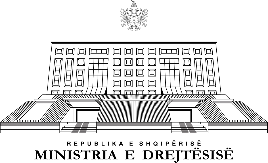 REPUBLIKA E SHQIPËRISË
MINISTRIA E DREJTËSISË